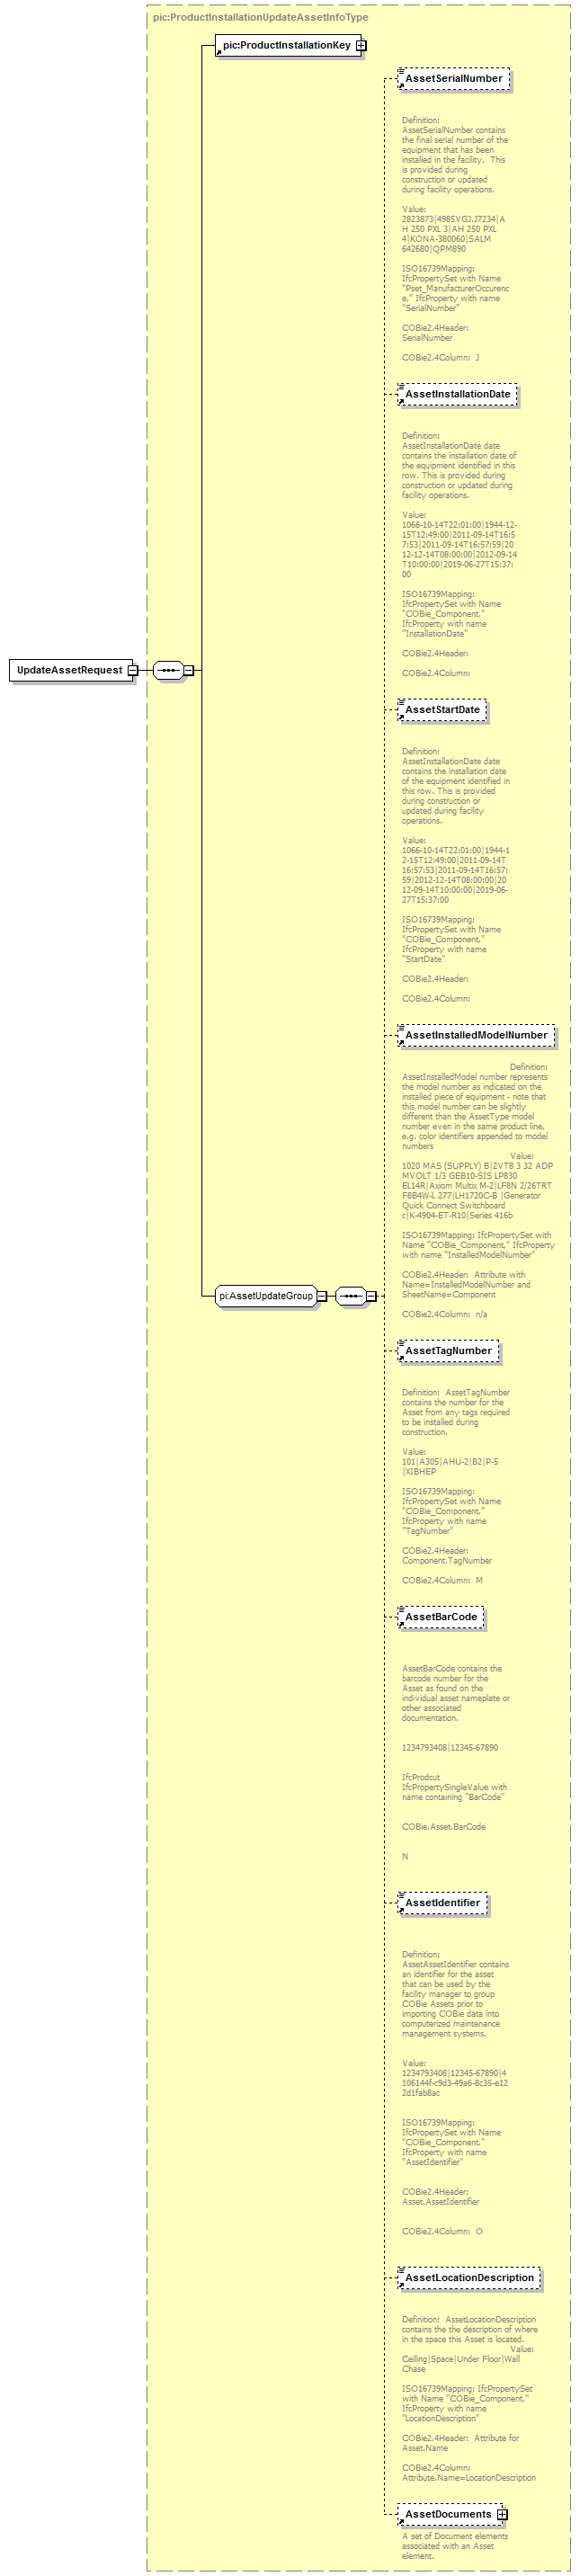 pic:ProductInstallationUpdateAssetInfoType
pic:ProductInstallationKey
AssetSerialNumber
Definition:
AssetSerialNumber contains
the final serial number of the
equipment that has been
installed in the facility.  This
is provided during
construction or updated
during facility operations.
Value:
2823873|4985VGJ.J7234|A
H 250 PXL 3|AH 250 PXL
4|KONA-380060|SALM
642680|QPM890
ISO16739Mapping:
IfcPropertySet with Name
"Pset_ManufacturerOccurenc
e," IfcProperty with name
"SerialNumber"
COBie2.4Header:
SerialNumber
COBie2.4Column:  J
AssetInstallationDate
Definition:
AssetInstallationDate date
contains the installation date of
the equipment identified in this
row. This is provided during
construction or updated during
facility operations.
Value:
1066-10-14T22:01:00|1944-12-
15T12:49:00|2011-09-14T16:5
7:53|2011-09-14T16:57:59|20
12-12-14T08:00:00|2012-09-14
T10:00:00|2019-06-27T15:37:
00
ISO16739Mapping:
IfcPropertySet with Name
"COBie_Component,"
IfcProperty with name
"InstallationDate"
COBie2.4Header:
COBie2.4Column:
UpdateAssetRequest
AssetStartDate
Definition:
AssetInstallationDate date
contains the installation date
of the equipment identified in
this row. This is provided
during construction or
updated during facility
operations.
Value:
1066-10-14T22:01:00|1944-1
2-15T12:49:00|2011-09-14T
16:57:53|2011-09-14T16:57:
59|2012-12-14T08:00:00|20
12-09-14T10:00:00|2019-06-
27T15:37:00
ISO16739Mapping:
IfcPropertySet with Name
"COBie_Component,"
IfcProperty with name
"StartDate"
COBie2.4Header:
COBie2.4Column:
AssetInstalledModelNumber
Definition:
AssetInstalledModel number represents
the model number as indicated on the
installed piece of equipment - note that
this model number can be slightly
different than the AssetType model
number even in the same product line,
e.g. color identifiers appended to model
numbers
Value:
1020 MAS (SUPPLY) B|2VT8 3 32 ADP
MVOLT 1/3 GEB10-SIS LP830
EL14R|Axiom Multix M-2|LF8N 2/26TRT
F8B4W-L 277|LH1720C-B |Generator
Quick Connect Switchboard
c|K-4904-ET-R10|Series 416b
ISO16739Mapping: IfcPropertySet with
Name "COBie_Component," IfcProperty
with name "InstalledModelNumber"
COBie2.4Header:  Attribute with
Name=InstalledModelNumber and
SheetName=Component
COBie2.4Column:  n/a
pi:AssetUpdateGroup
AssetTagNumber
Definition:  AssetTagNumber
contains the number for the
Asset from any tags required
to be installed during
construction.
Value:
101|A305|AHU-2|B2|P-5
|XIBHEP
ISO16739Mapping:
IfcPropertySet with Name
"COBie_Component,"
IfcProperty with name
"TagNumber"
COBie2.4Header:
Component.TagNumber
COBie2.4Column:  M
AssetBarCode
AssetBarCode contains the
barcode number for the
Asset as found on the
individual asset nameplate or
other associated
documentation.
1234793408|12345-67890
IfcProdcut
IfcPropertySingleValue with
name containing "BarCode"
COBie.Asset.BarCode
N
AssetIdentifier
Definition:
AssetAssetIdentifier contains
an identifier for the asset
that can be used by the
facility manager to group
COBie Assets prior to
importing COBie data into
computerized maintenance
management systems.
Value:
1234793408|12345-67890|4
106144f-c9d3-49a6-8c35-e12
2d1fab8ac
ISO16739Mapping:
IfcPropertySet with Name
"COBie_Component,"
IfcProperty with name
"AssetIdentifier"
COBie2.4Header:
Asset.AssetIdentifier
COBie2.4Column:  O
AssetLocationDescription
Definition:  AssetLocationDescription
contains the the description of where
in the space this Asset is located.
Value:
Ceiling|Space|Under Floor|Wall
Chase
ISO16739Mapping: IfcPropertySet
with Name "COBie_Component,"
IfcProperty with name
"LocationDescription"
COBie2.4Header:  Attribute for
Asset.Name
COBie2.4Column:
Attribute.Name=LocationDescription
AssetDocuments
A set of Document elements
associated with an Asset
element.